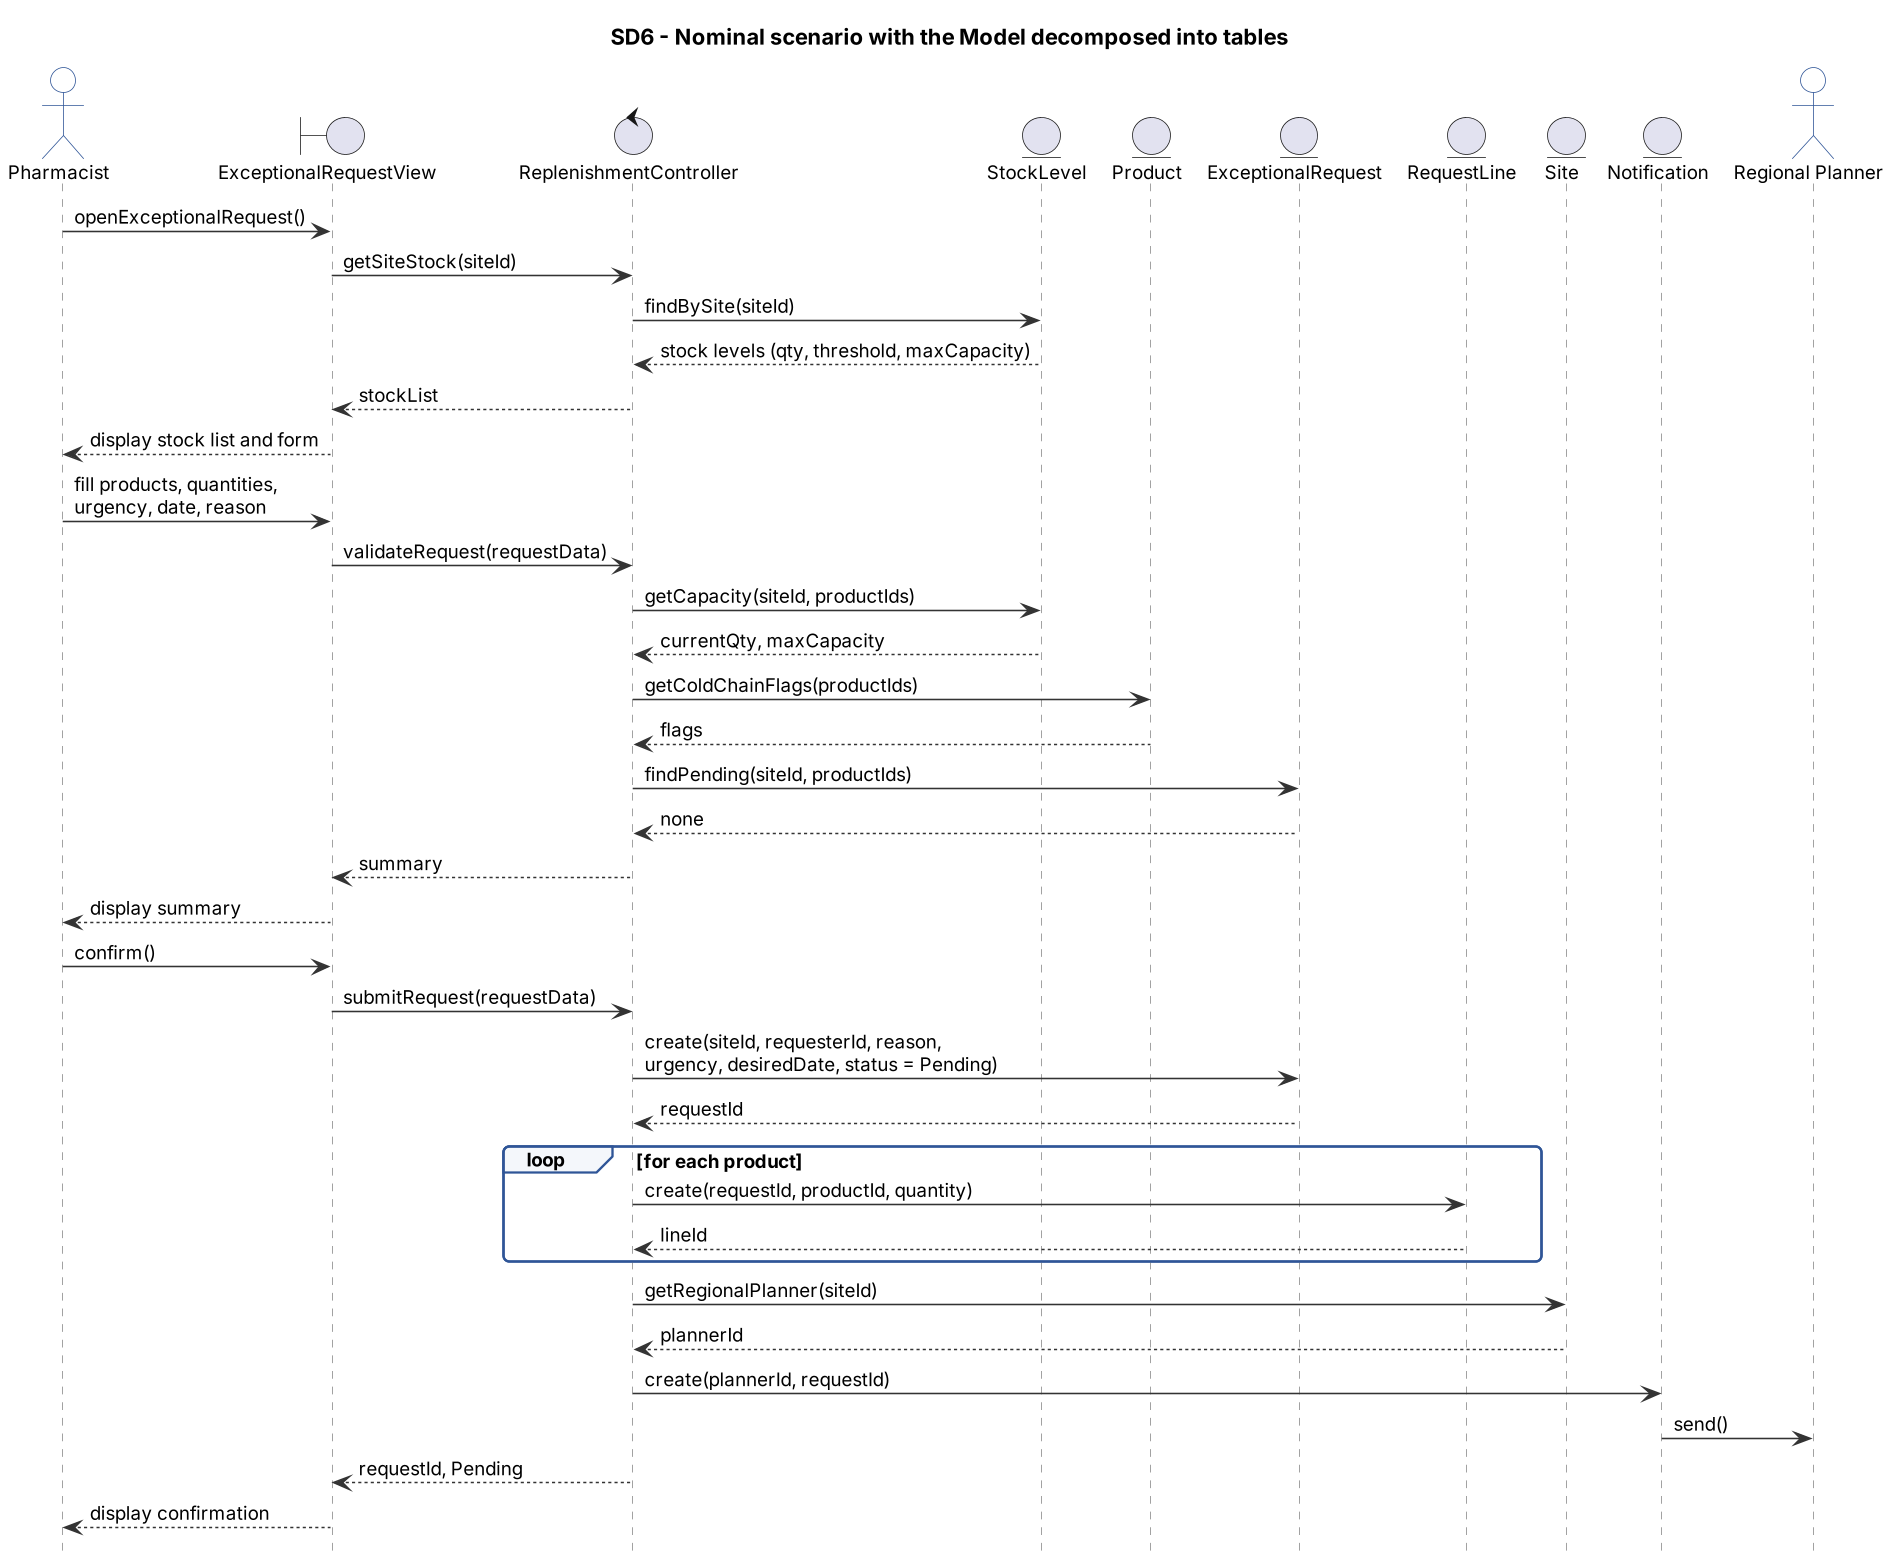 SD6 - Nominal scenario with the Model decomposed into tables
Pharmacist
ExceptionalRequestView
ReplenishmentController
StockLevel
Product
ExceptionalRequest
RequestLine
Site
Notification
Regional Planner
openExceptionalRequest()
getSiteStock(siteId)
findBySite(siteId)
stock levels (qty, threshold, maxCapacity)
stockList
display stock list and form
fill products, quantities,
urgency, date, reason
validateRequest(requestData)
getCapacity(siteId, productIds)
currentQty, maxCapacity
getColdChainFlags(productIds)
flags
findPending(siteId, productIds)
none
summary
display summary
confirm()
submitRequest(requestData)
create(siteId, requesterId, reason,
urgency, desiredDate, status = Pending)
requestId
loop [for each product]
create(requestId, productId, quantity)
lineId
getRegionalPlanner(siteId)
plannerId
create(plannerId, requestId)
send()
requestId, Pending
display confirmation